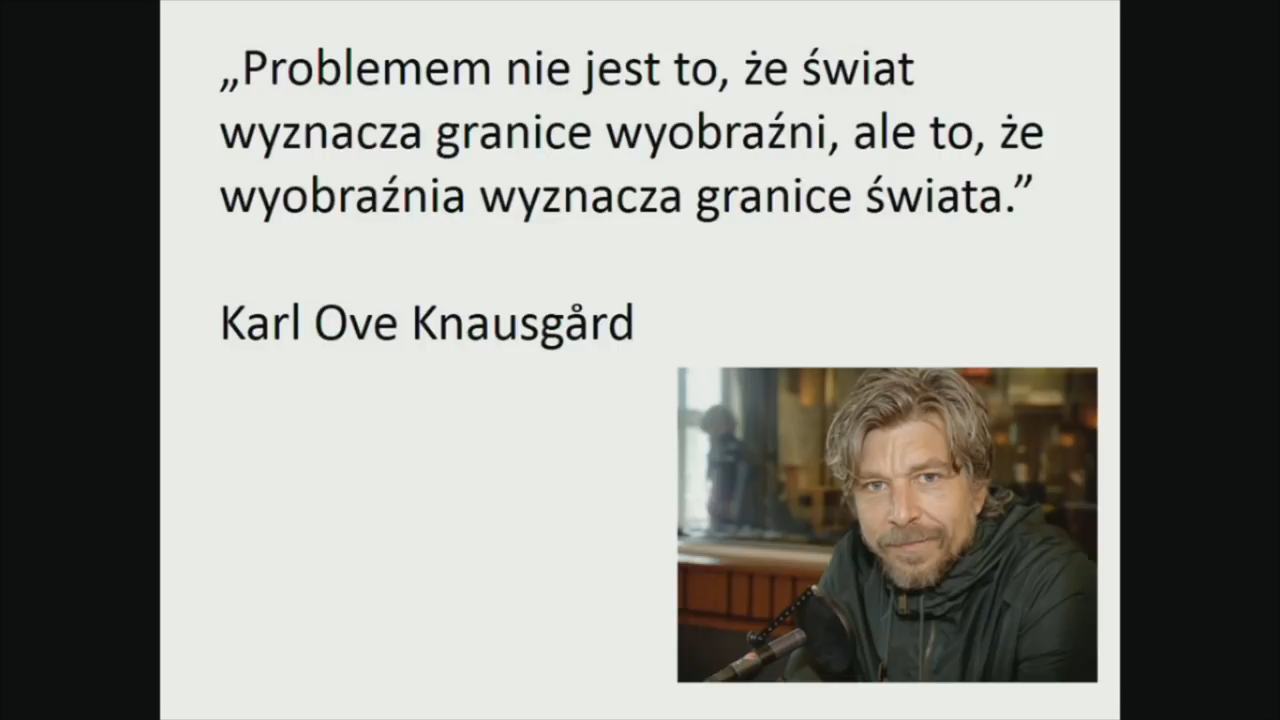 „Problemem nie jest to, że świat
wyznacza granice wyobraźni, ale to, że
wyobraźnia wyznacza granice świata.”
Karl Ove Knausgård